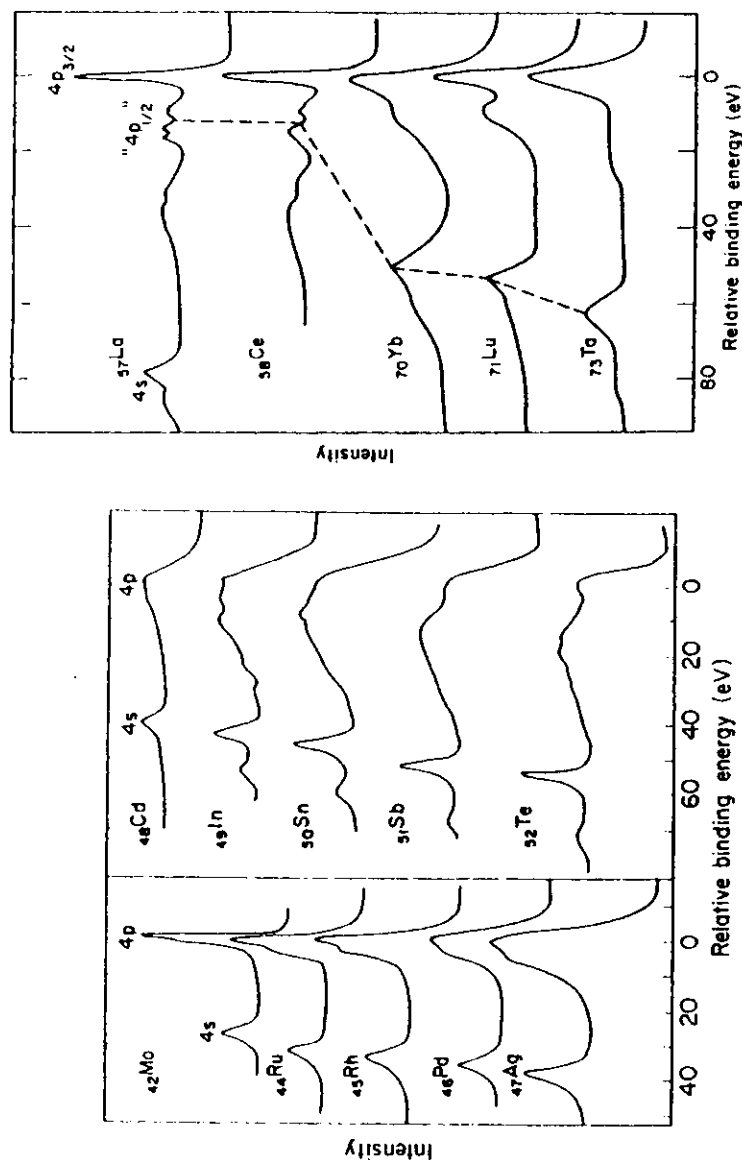 Intensity
42Mo
4s
4p
44Ru
45Rh
46Pd
47Ag
40
20
0
48Cd
4s
4p
49In
50Sn
51Sb
52Te
60
40
20
0
Relative binding energy (eV)
Intensity
57La
4s
"4p1/2"
4p3/2
58Ce
70Yb
71Lu
73Ta
80
40
0
Relative binding energy (eV)